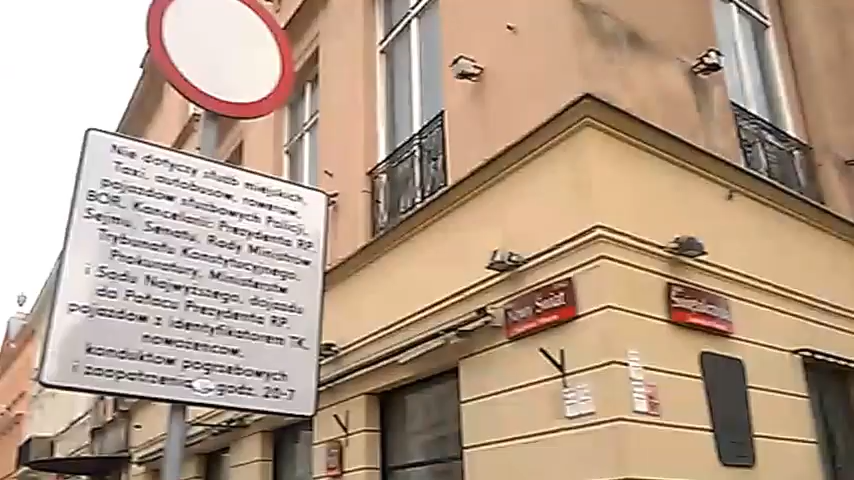 Nie dotyczy służb miejskich,
Taxi, autobusów, rowerów,
pojazdów służbowych Policji,
BOR, Kancelarii Prezydenta RP,
Sejmu, Senatu, Rady Ministrów
Trybunału Konstytucyjnego
Prokuratury, Ministerstw
i Sądu Najwyższego, dojazdu
do Pałacu Prezydenta RP,
pojazdów z identyfikatorem TK,
nowożeńców,
konduktów pogrzebowych
i zaopatrzenia w godz. 20-7
Nowy Świat